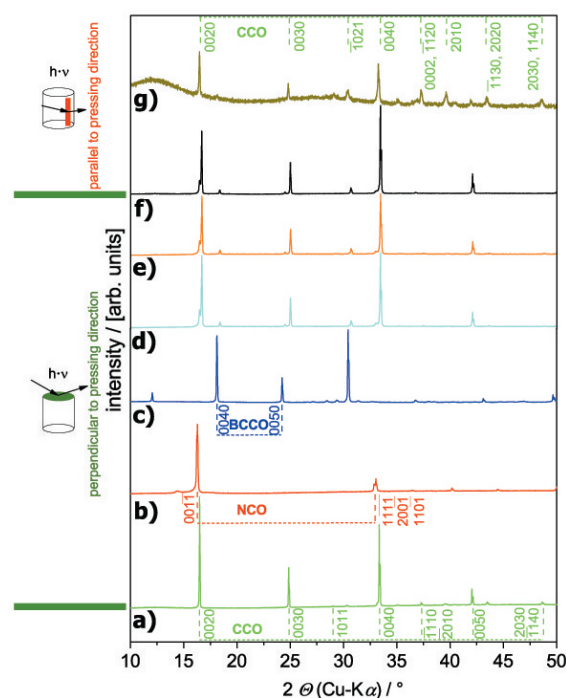 0020
CCO
0030
1021
0040
0002, 1120
2010
1130, 2020
2030, 1140
h·ν
parallel to pressing direction
g)
f)
e)
d)
h·ν
perpendicular to pressing direction
intensity / [arb. units]
0040
BCCO
0050
c)
0011
NCO
1111
2001
1101
b)
0020
CCO
0030
1011
0040
1110
2010
0050
2030
1140
a)
10 15 20 25 30 35 40 45 50
2 Θ (Cu-Kα) / °